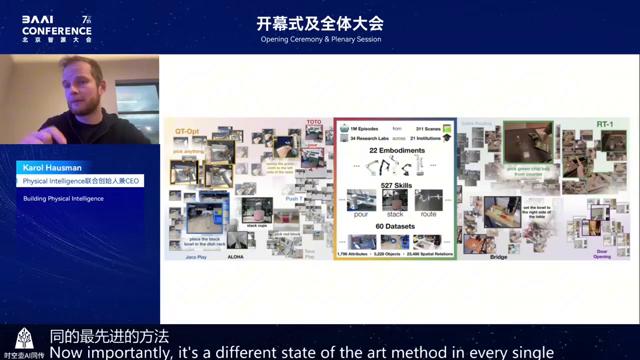 BAAI
CONFERENCE
北京智源大会
7th
开幕式及全体大会
Opening Ceremony & Plenary Session
Karol Hausman
Physical Intelligence联合创始人兼CEO
Building Physical Intelligence
QT-Opt
pick anything
TOTO
pour
Push T
place the black
bowl in the dish rack
Jaco Play
stack cups
ALOHA
pick red block
1M Episodes from 311 Scenes
34 Research Labs across 21 Institutions
22 Embodiments
527 Skills
pour
stack
route
60 Datasets
1,798 Attributes • 5,228 Objects • 23,486 Spatial Relations
Cable Routing
RT-1
pick green chip bag
from counter
set the bowl to
the right side of
the table
Bridge
Door
Opening
时空壶AI同传
同的最先进的方法
Now importantly, it's a different state of the art method in every single